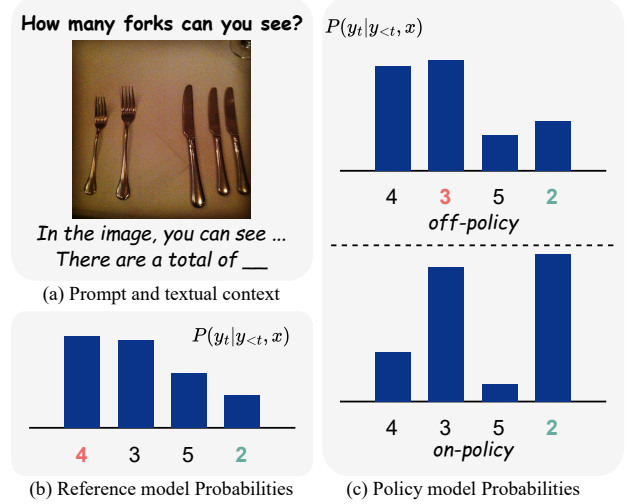 How many forks can you see?
In the image, you can see ...
There are a total of __
(a) Prompt and textual context
P(y_t|y_{<t}, x)
4 3 5 2
(b) Reference model Probabilities
P(y_t|y_{<t}, x)
4 3 5 2
off-policy
4 3 5 2
on-policy
(c) Policy model Probabilities